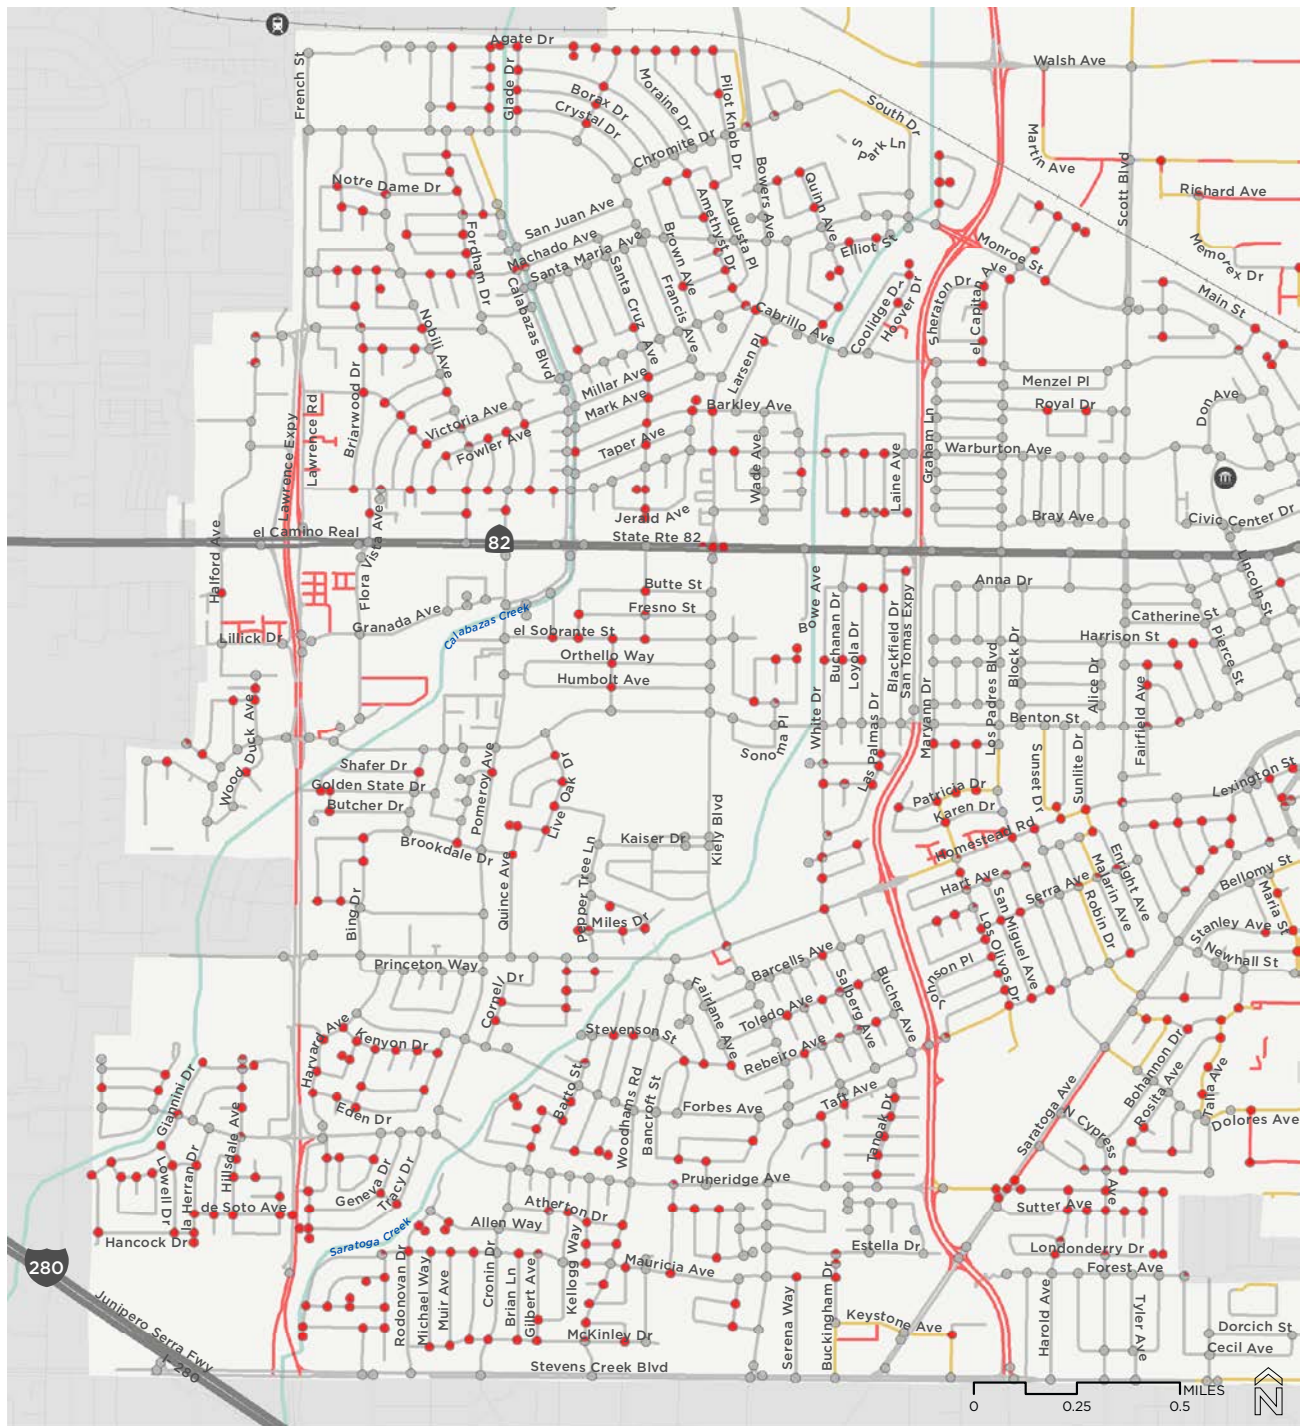 Agate Dr
Walsh Ave
French St
Glade Dr
Borax Dr
Moraine Dr
Pilot Knob Dr
Crystal Dr
South Dr
S Park Ln
Chromite Dr
Martin Ave
Scott Blvd
Notre Dame Dr
Bowers Ave
Quinn Ave
Richard Ave
San Juan Ave
Amethyst Dr
Augusta Pl
Fordham Dr
Machado Ave
Santa Maria Ave
Brown Ave
Elliot St
Monroe St
Memorex Dr
Calabazas Blvd
Santa Cruz Ave
Francis Ave
Cabrillo Ave
Coolidge Dr
Hoover Dr
Sheraton Dr
el Capitan Ave
Main St
Nobili Ave
Larsen Pl
Millar Ave
Menzel Pl
Mark Ave
Barkley Ave
Royal Dr
Don Ave
Lawrence Expy
Lawrence Rd
Briarwood Dr
Victoria Ave
Fowler Ave
Taper Ave
Wade Ave
Laine Ave
Graham Ln
Warburton Ave
Jerald Ave
Bray Ave
Civic Center Dr
Halford Ave
el Camino Real
Flora Vista Ave
82
State Rte 82
Lincoln St
Butte St
Anna Dr
Granada Ave
Calabazas Creek
Fresno St
Bowe Ave
Buchanan Dr
Loyola Dr
Blackfield Dr
San Tomas Expy
Catherine St
Lillick Dr
el Sobrante St
Harrison St
Pierce St
Orthello Way
Humbolt Ave
Los Padres Blvd
Block Dr
Alice Dr
Wood Duck Ave
White Dr
Las Palmas Dr
Maryann Dr
Benton St
Fairfield Ave
Sonoma Pl
Shafer Dr
Golden State Dr
Butcher Dr
Pomeroy Ave
Live Oak Dr
Patricia Dr
Karen Dr
Sunset Dr
Sunlite Dr
Lexington St
Brookdale Dr
Kaiser Dr
Kiely Blvd
Homestead Rd
Bing Dr
Quince Ave
Pepper Tree Ln
Miles Dr
Hart Ave
Serra Ave
Malarin Ave
Enright Ave
Robin Dr
Bellomy St
Maria St
Stanley Ave
Newhall St
San Miguel Ave
Los Olivos Dr
Johnson Pl
Princeton Way
Cornel Dr
Barcells Ave
Fairlane Ave
Toledo Ave
Salberg Ave
Bucher Ave
Harvard Ave
Kenyon Dr
Stevenson St
Rebeiro Ave
Giannini Dr
Eden Dr
Barto St
Woodhams Rd
Bancroft St
Forbes Ave
Taft Ave
Tanoak Dr
Saratoga Ave
N Cypress Ave
Bohannon Dr
Rosita Ave
Talia Ave
Dolores Ave
Lowell Dr
la Herran Dr
Hillsdale Ave
de Soto Ave
Geneva Dr
Tracy Dr
Pruneridge Ave
Atherton Dr
Sutter Ave
Hancock Dr
Saratoga Creek
Allen Way
Estella Dr
Londonderry Dr
280
Mauricia Ave
Forest Ave
Rodonovan Dr
Michael Way
Muir Ave
Cronin Dr
Brian Ln
Gilbert Ave
Kellogg Way
Serena Way
Buckingham Dr
Junipero Serra Fwy
I- 280
McKinley Dr
Keystone Ave
Harold Ave
Tyler Ave
Dorcich St
Cecil Ave
Stevens Creek Blvd
MILES
0 0.25 0.5
N